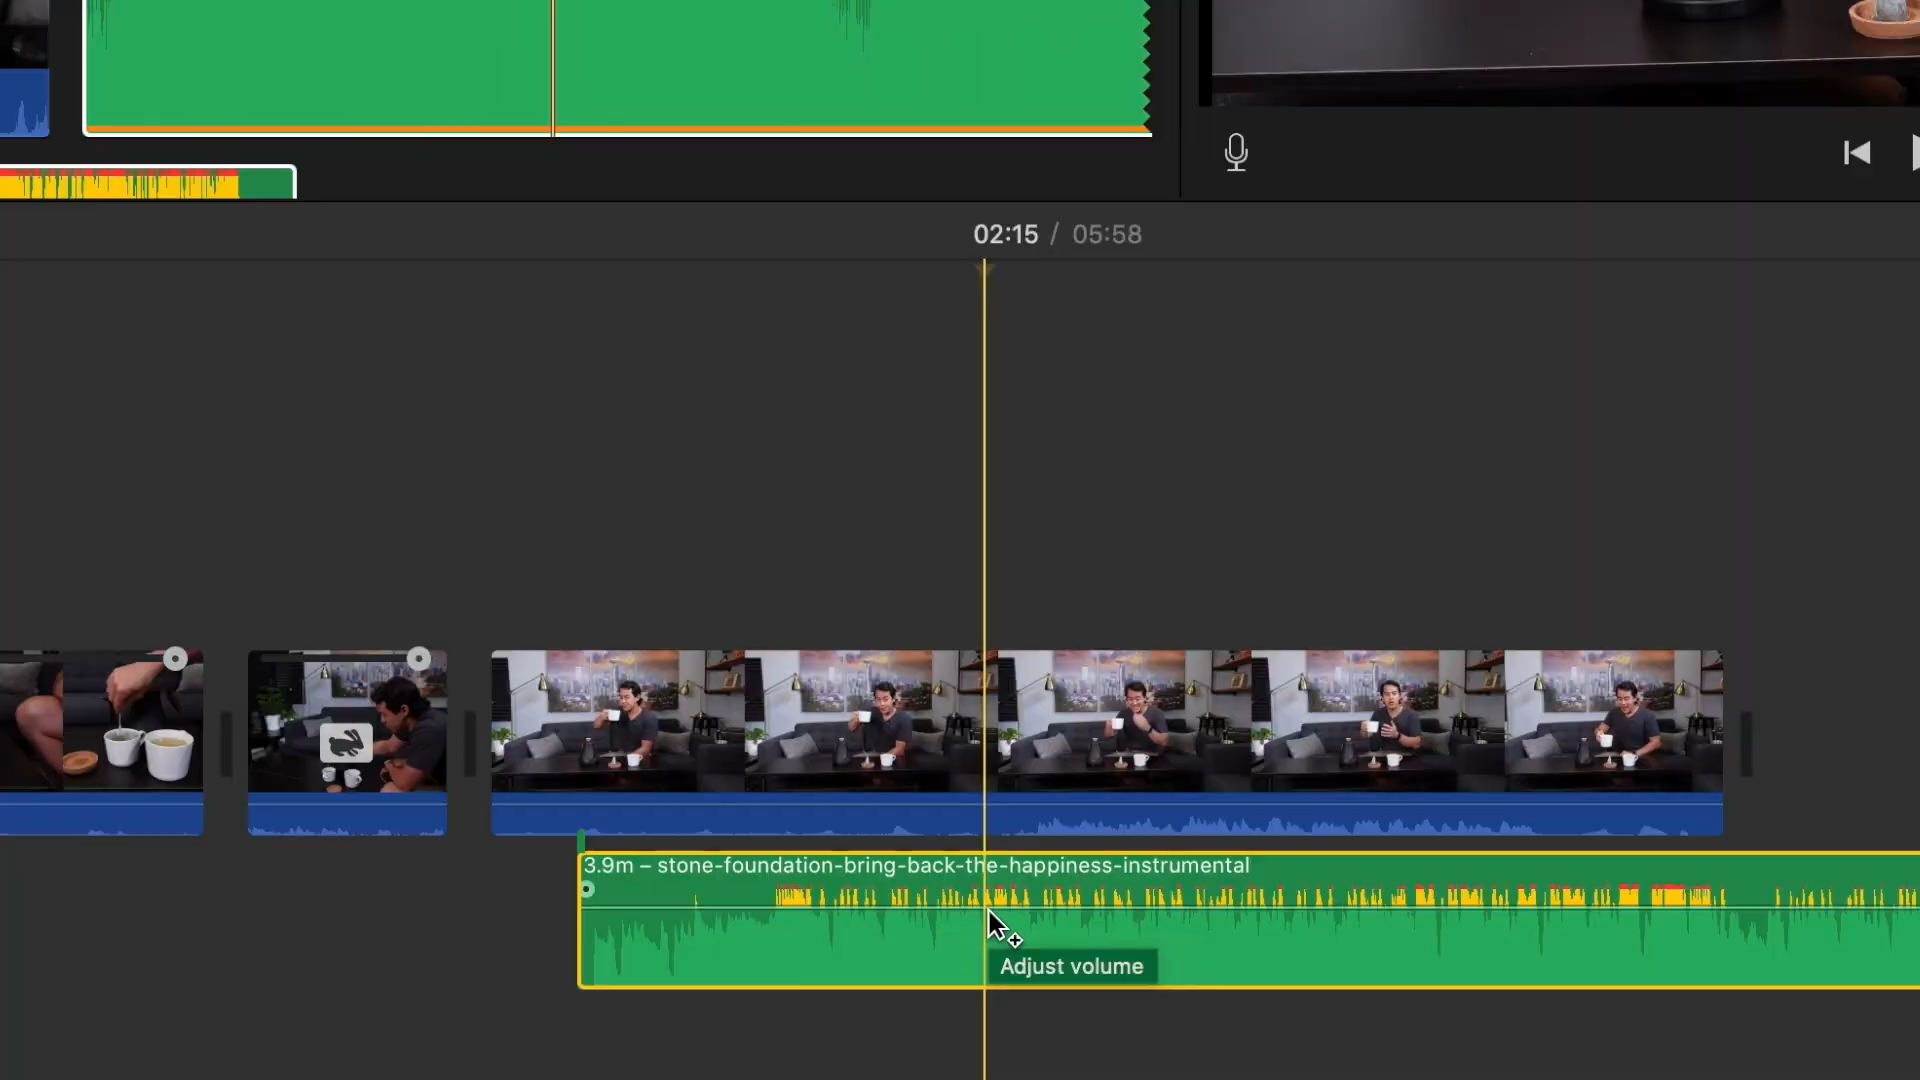 02:15 / 05:58
3.9m – stone-foundation-bring-back-the-happiness-instrumental
Adjust volume